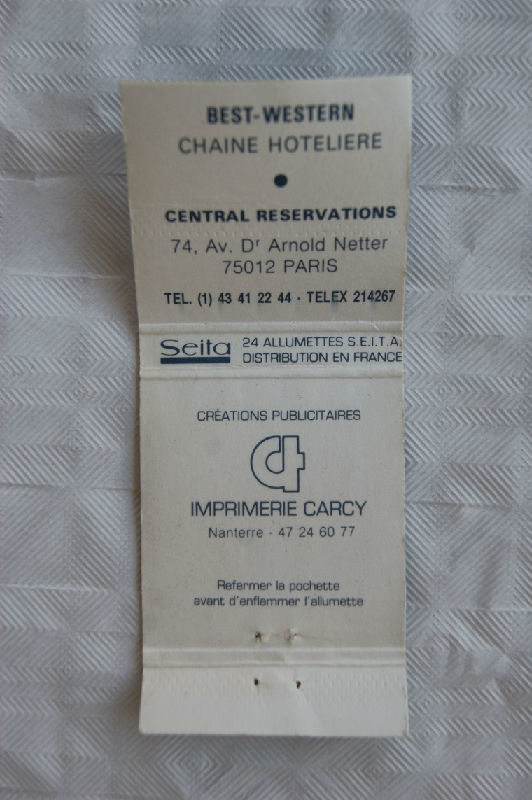 BEST-WESTERN
CHAINE HOTELIERE
●
CENTRAL RESERVATIONS
74, Av. Dr Arnold Netter
75012 PARIS
TEL. (1) 43 41 22 44 - TELEX 214267
Seita 24 ALLUMETTES S.E.I.T.A.
DISTRIBUTION EN FRANCE
CRÉATIONS PUBLICITAIRES
IMPRIMERIE CARCY
Nanterre - 47 24 60 77
Refermer la pochette
avant d'enflammer l'allumette